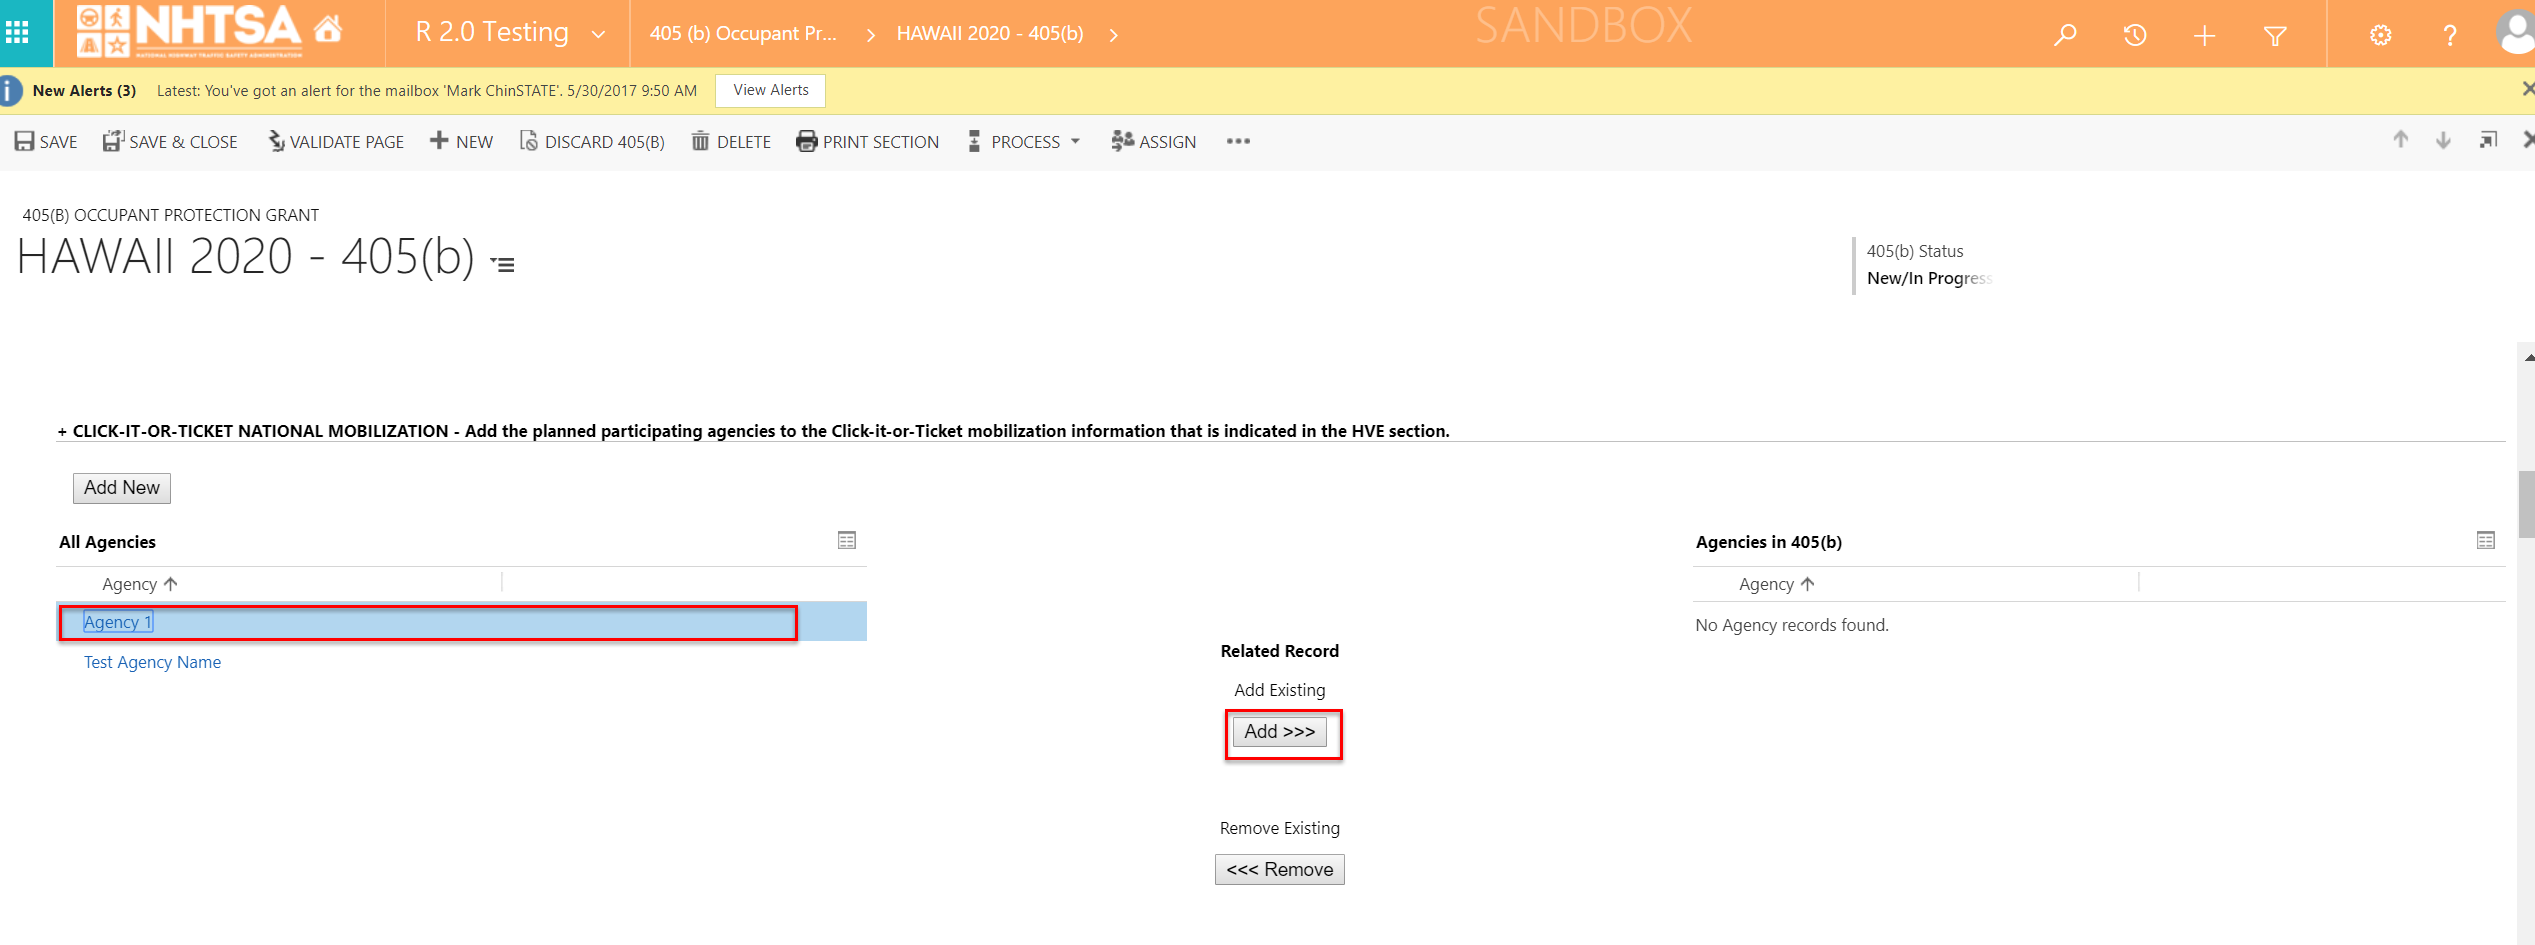 NHTSA
NATIONAL HIGHWAY TRAFFIC SAFETY ADMINISTRATION
R 2.0 Testing
405 (b) Occupant Pr...
HAWAII 2020 - 405(b)
SANDBOX
New Alerts (3) Latest: You've got an alert for the mailbox 'Mark ChinSTATE'. 5/30/2017 9:50 AM View Alerts
SAVE SAVE & CLOSE VALIDATE PAGE NEW DISCARD 405(B) DELETE PRINT SECTION PROCESS ASSIGN
405(B) OCCUPANT PROTECTION GRANT
HAWAII 2020 - 405(b)
405(b) Status
New/In Progress
+ CLICK-IT-OR-TICKET NATIONAL MOBILIZATION - Add the planned participating agencies to the Click-it-or-Ticket mobilization information that is indicated in the HVE section.
Add New
All Agencies
Agency
Agency 1
Test Agency Name
Related Record
Add Existing
Add >>>
Remove Existing
<<< Remove
Agencies in 405(b)
Agency
No Agency records found.